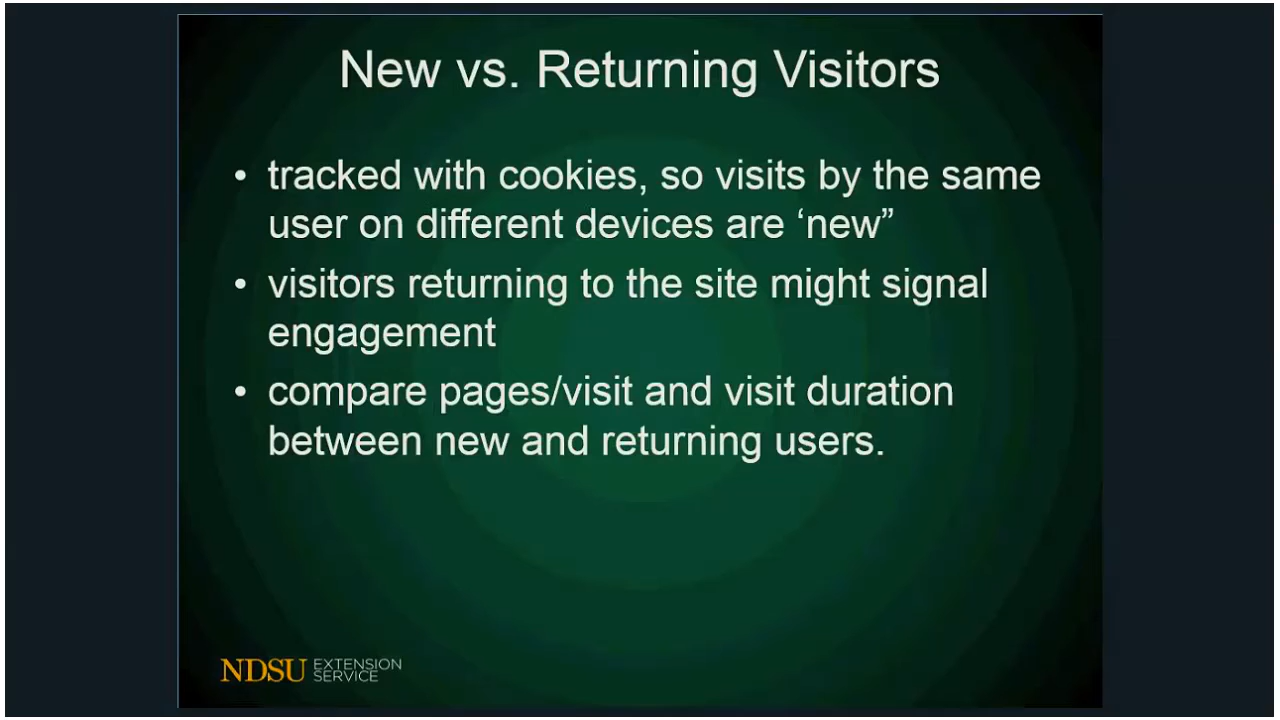 New vs. Returning Visitors
• tracked with cookies, so visits by the same
user on different devices are ‘new”
• visitors returning to the site might signal
engagement
• compare pages/visit and visit duration
between new and returning users.
NDSU EXTENSION
SERVICE